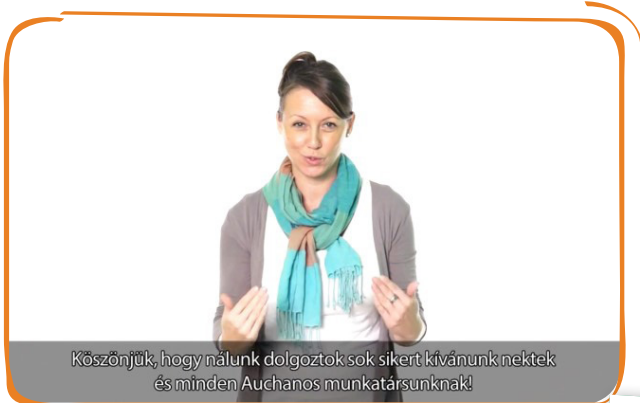 Köszönjük, hogy nálunk dolgoztok sok sikert kívánunk nektek
és minden Auchanos munkatársunknak!